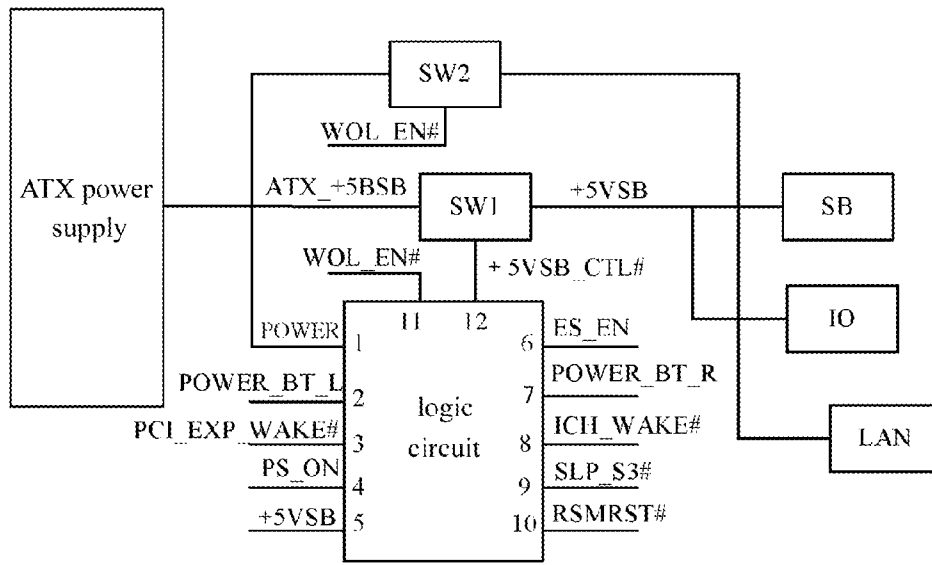 SW2
WOL_EN#
ATX power
supply
ATX_+5BSB
SW1
+5VSB
SB
WOL_EN#
+ 5VSB_CTL#
11
12
IO
POWER
1
6
ES_EN
POWER_BT_L
2
7
POWER_BT_R
logic
circuit
PCI_EXP_WAKE#
3
8
ICH_WAKE#
LAN
PS_ON
4
9
SLP_S3#
+5VSB
5
10
RSMRST#